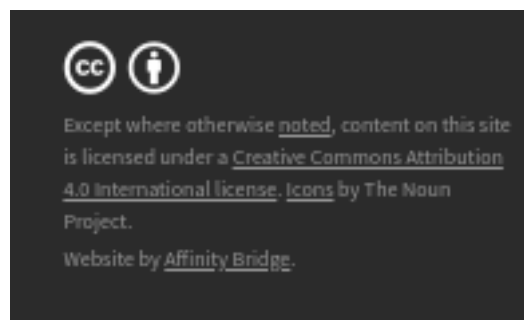 cc
Except where otherwise noted, content on this site
is licensed under a Creative Commons Attribution
4.0 International license. Icons by The Noun
Project.
Website by Affinity Bridge.